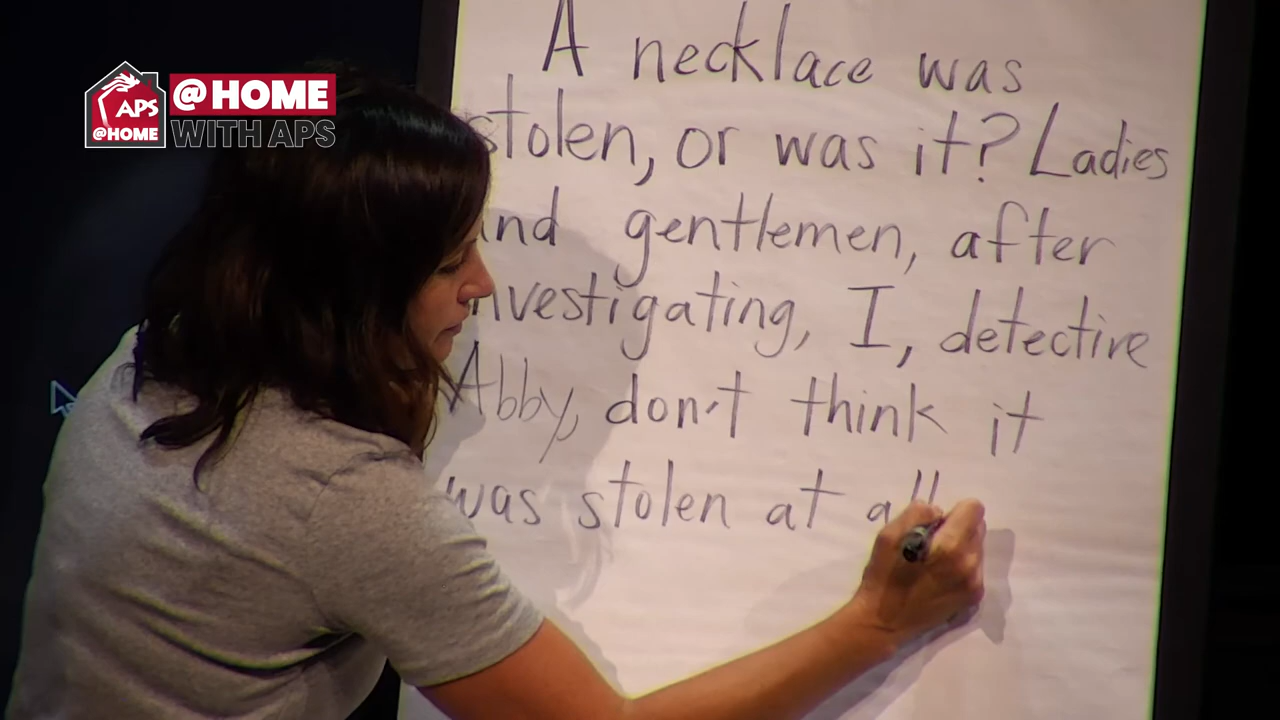 APS
@HOME
@HOME
WITH APS
A necklace was
stolen, or was it? Ladies
and gentlemen, after
investigating, I, detective
Abby, don't think it
was stolen at all